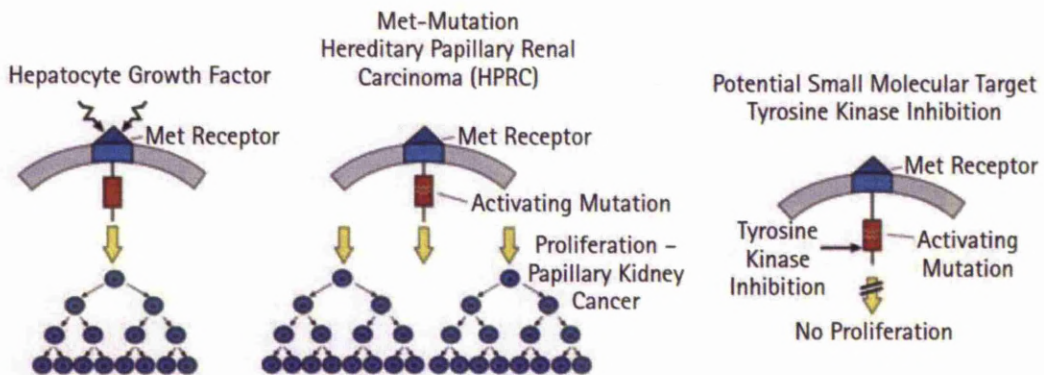 Hepatocyte Growth Factor
Met Receptor
Met-Mutation
Hereditary Papillary Renal
Carcinoma (HPRC)
Met Receptor
Activating Mutation
Proliferation –
Papillary Kidney
Cancer
Potential Small Molecular Target
Tyrosine Kinase Inhibition
Met Receptor
Tyrosine
Kinase
Inhibition
Activating
Mutation
No Proliferation